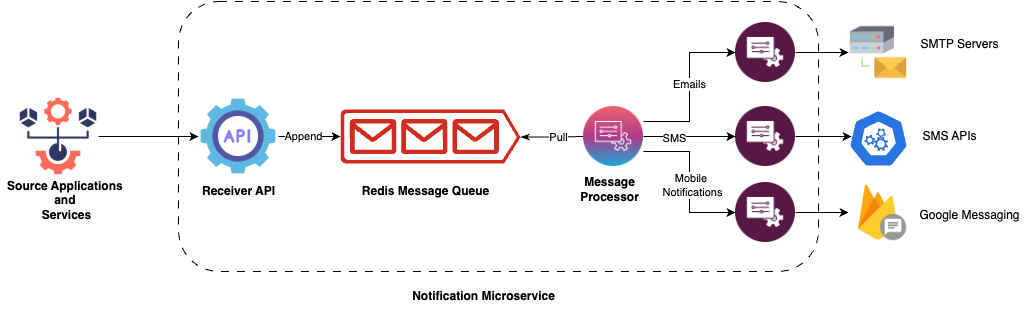 SMTP Servers
Emails
API
Append
Pull
SMS
SMS APIs
Source Applications
and
Services
Receiver API
Redis Message Queue
Message
Processor
Mobile
Notifications
Google Messaging
Notification Microservice